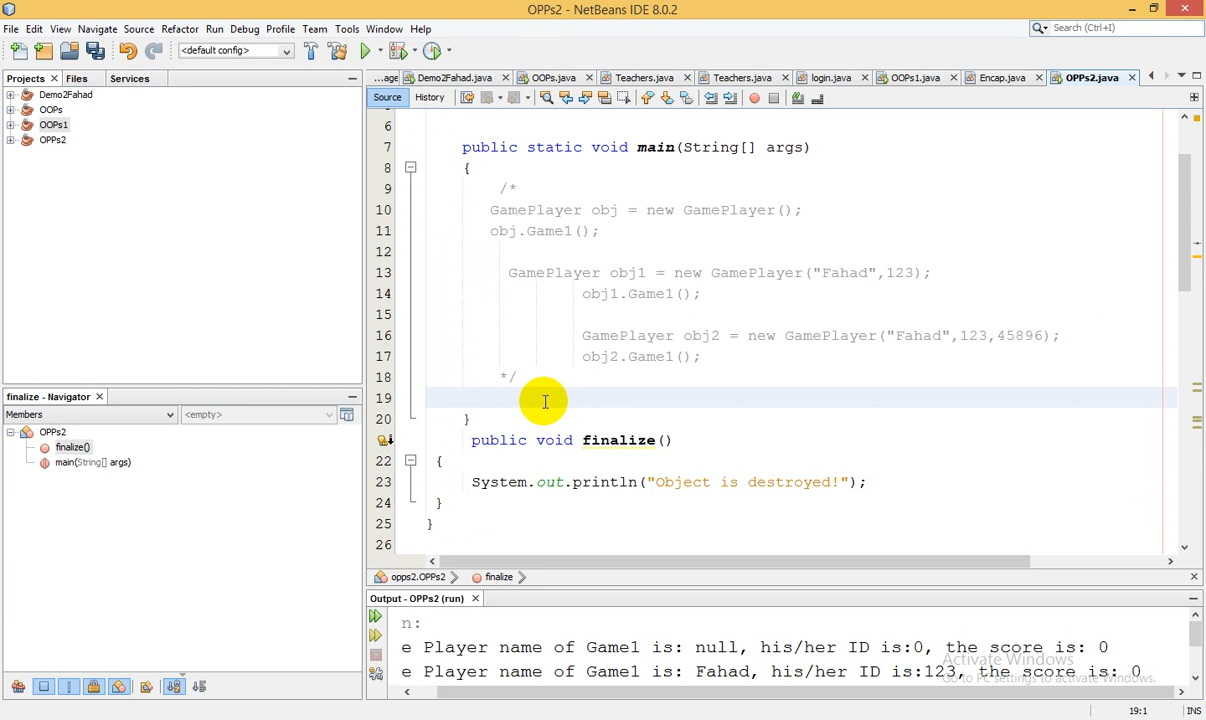 OPPs2 - NetBeans IDE 8.0.2
File Edit View Navigate Source Refactor Run Debug Profile Team Tools Window Help
Search (Ctrl+I)
<default config>
Projects Files Services
...age Demo2Fahad.java OOPs.java Teachers.java Teachers.java login.java OOPs1.java Encap.java OPPs2.java
Source History
Demo2Fahad
OOPs
OOPs1
OPPs2
6
7 public static void main(String[] args)
8 {
9 /*
10 GamePlayer obj = new GamePlayer();
11 obj.Game1();
12
13 GamePlayer obj1 = new GamePlayer("Fahad",123);
14 obj1.Game1();
15
16 GamePlayer obj2 = new GamePlayer("Fahad",123,45896);
17 obj2.Game1();
18 */
19
20 }
public void finalize()
22 {
23 System.out.println("Object is destroyed!");
24 }
25 }
26
finalize - Navigator
Members <empty>
OPPs2
finalize()
main(String[] args)
opps2.OPPs2 finalize
Output - OPPs2 (run)
n:
e Player name of Game1 is: null, his/her ID is:0, the score is: 0
e Player name of Game1 is: Fahad, his/her ID is:123, the score is: 0
Activate Windows
Go to PC settings to activate Windows.
19:1 INS